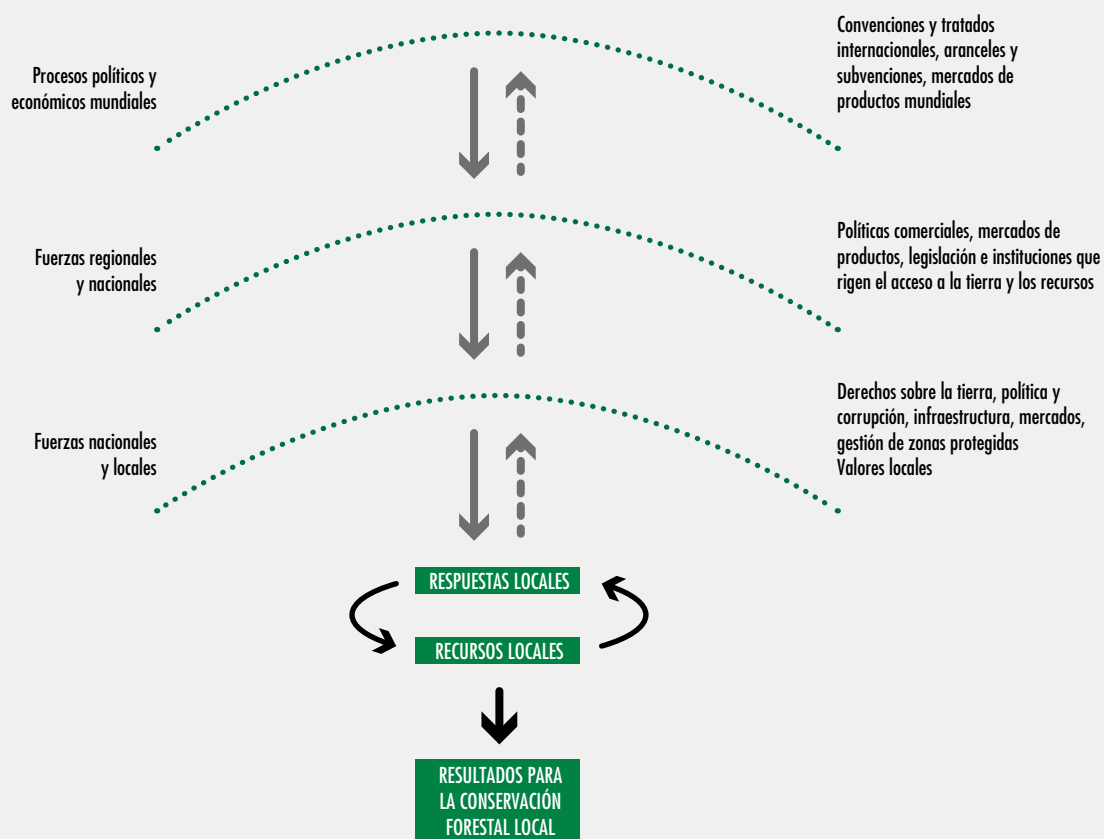 Procesos políticos y
económicos mundiales
Convenciones y tratados
internacionales, aranceles y
subvenciones, mercados de
productos mundiales
Fuerzas regionales
y nacionales
Políticas comerciales, mercados de
productos, legislación e instituciones que
rigen el acceso a la tierra y los recursos
Fuerzas nacionales
y locales
Derechos sobre la tierra, política y
corrupción, infraestructura, mercados,
gestión de zonas protegidas
Valores locales
RESPUESTAS LOCALES
RECURSOS LOCALES
RESULTADOS PARA
LA CONSERVACIÓN
FORESTAL LOCAL